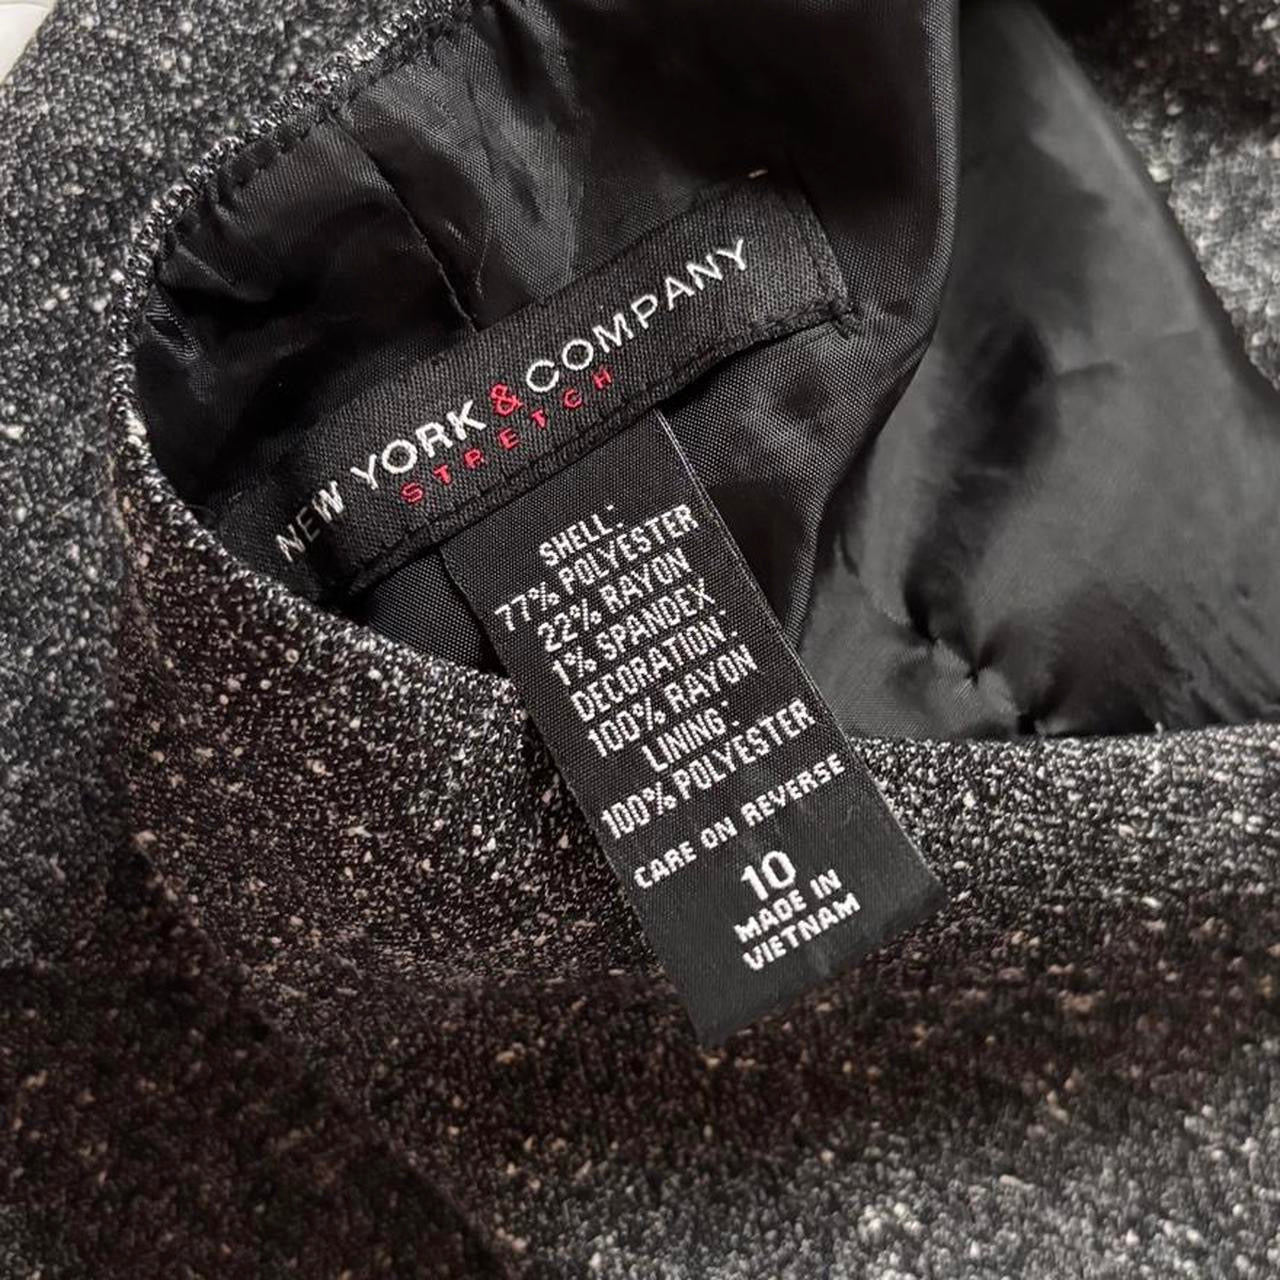 NEW YORK & COMPANY
STRETCH
SHELL:
77% POLYESTER
22% RAYON
1% SPANDEX
DECORATION:
100% RAYON
LINING:
100% POLYESTER
CARE ON REVERSE
10
MADE IN
VIETNAM